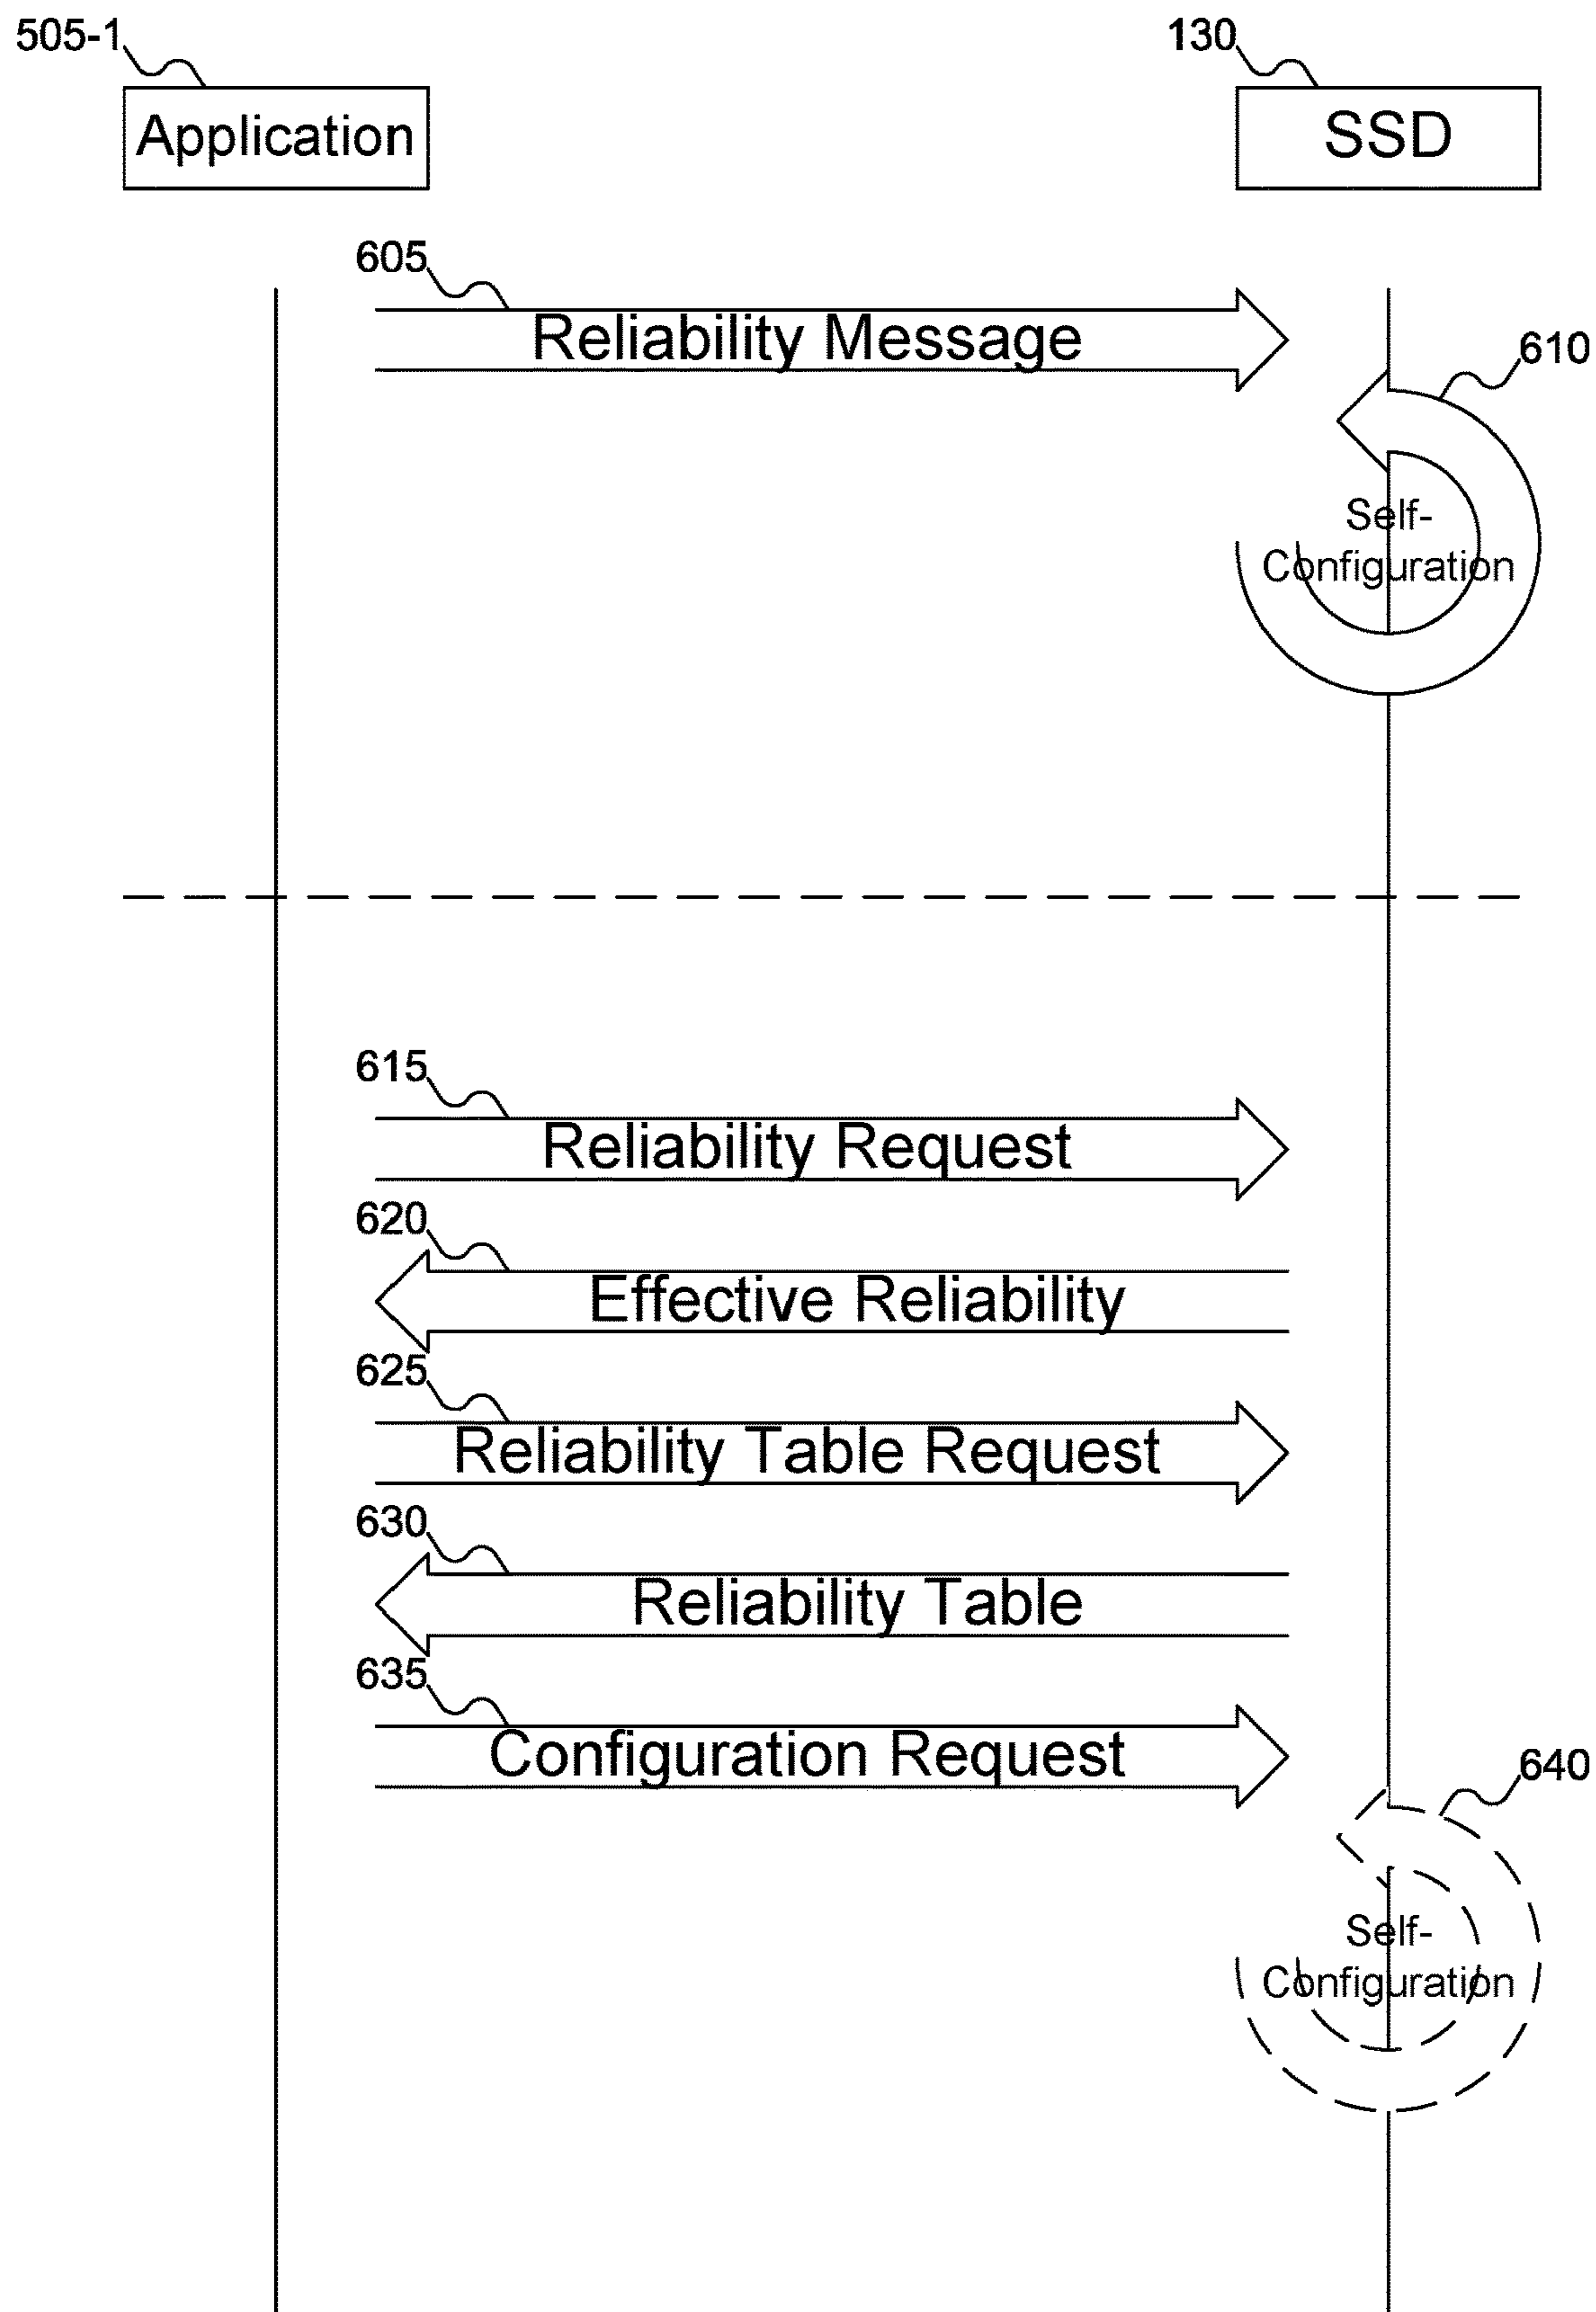 505-1
130
Application
SSD
605
Reliability Message
610
Self-
Configuration
615
Reliability Request
620
Effective Reliability
625
Reliability Table Request
630
Reliability Table
635
Configuration Request
640
Self-
Configuration